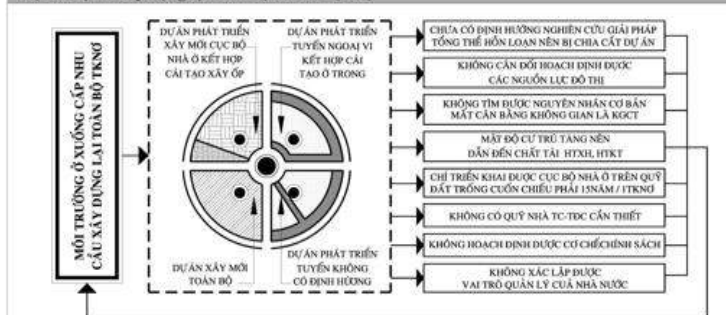 MÔI TRƯỜNG Ở XUỐNG CẤP NHU
CẦU XÂY DỰNG LẠI TOÀN BỘ TKNƠ
DỰ ÁN PHÁT TRIỂN
XÂY MỚI CỤC BỘ
NHÀ Ở KẾT HỢP
CẢI TẠO XÂY ỐP
DỰ ÁN PHÁT TRIỂN
TUYẾN NGOẠI VI
KẾT HỢP CẢI
TẠO Ở TRONG
DỰ ÁN XÂY MỚI
TOÀN BỘ
DỰ ÁN PHÁT TRIỂN
TUYẾN KHÔNG
CÓ ĐỊNH HƯỚNG
CHƯA CÓ ĐỊNH HƯỚNG NGHIÊN CỨU GIẢI PHÁP
TỔNG THỂ HỖN LOẠN NÊN BỊ CHIA CẮT DỰ ÁN
KHÔNG CÂN ĐỐI HOẠCH ĐỊNH ĐƯỢC
CÁC NGUỒN LỰC ĐÔ THỊ
KHÔNG TÌM ĐƯỢC NGUYÊN NHÂN CƠ BẢN
MẤT CÂN BẰNG KHÔNG GIAN LÀ KGCT
MẬT ĐỘ CƯ TRÚ TĂNG NÊN
DẪN ĐẾN CHẤT TẢI HTXH, HTKT
CHỈ TRIỂN KHAI ĐƯỢC CỤC BỘ NHÀ Ở TRÊN QUỸ
ĐẤT TRỐNG CUỐN CHIẾU PHẢI 15NĂM / 1TKNƠ
KHÔNG CÓ QUỸ NHÀ TC-TĐC CẦN THIẾT
KHÔNG HOẠCH ĐỊNH ĐƯỢC CƠ CHẾCHÍNH SÁCH
KHÔNG XÁC LẬP ĐƯỢC
VAI TRÒ QUẢN LÝ CUẢ NHÀ NƯỚC